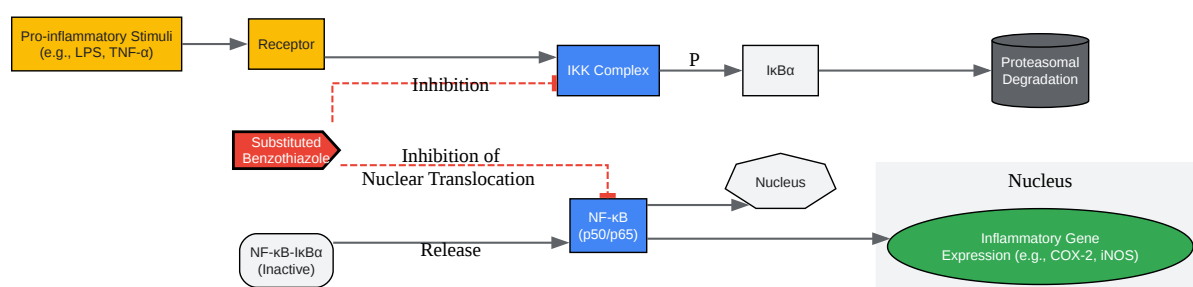 Pro-inflammatory Stimuli
(e.g., LPS, TNF-α)
Receptor
IKK Complex
P
IκBα
Proteasomal
Degradation
Inhibition
Substituted
Benzothiazole
Inhibition of
Nuclear Translocation
Nucleus
Nucleus
NF-κB
(p50/p65)
NF-κB-IκBα
(Inactive)
Release
Inflammatory Gene
Expression (e.g., COX-2, iNOS)